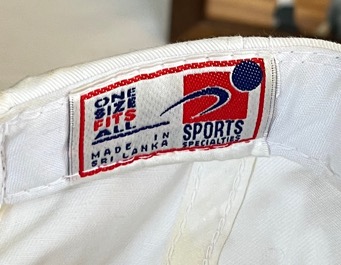 ONE
SIZE
FITS
ALL
MADE IN
SRI LANKA
SPORTS
SPECIALTIES